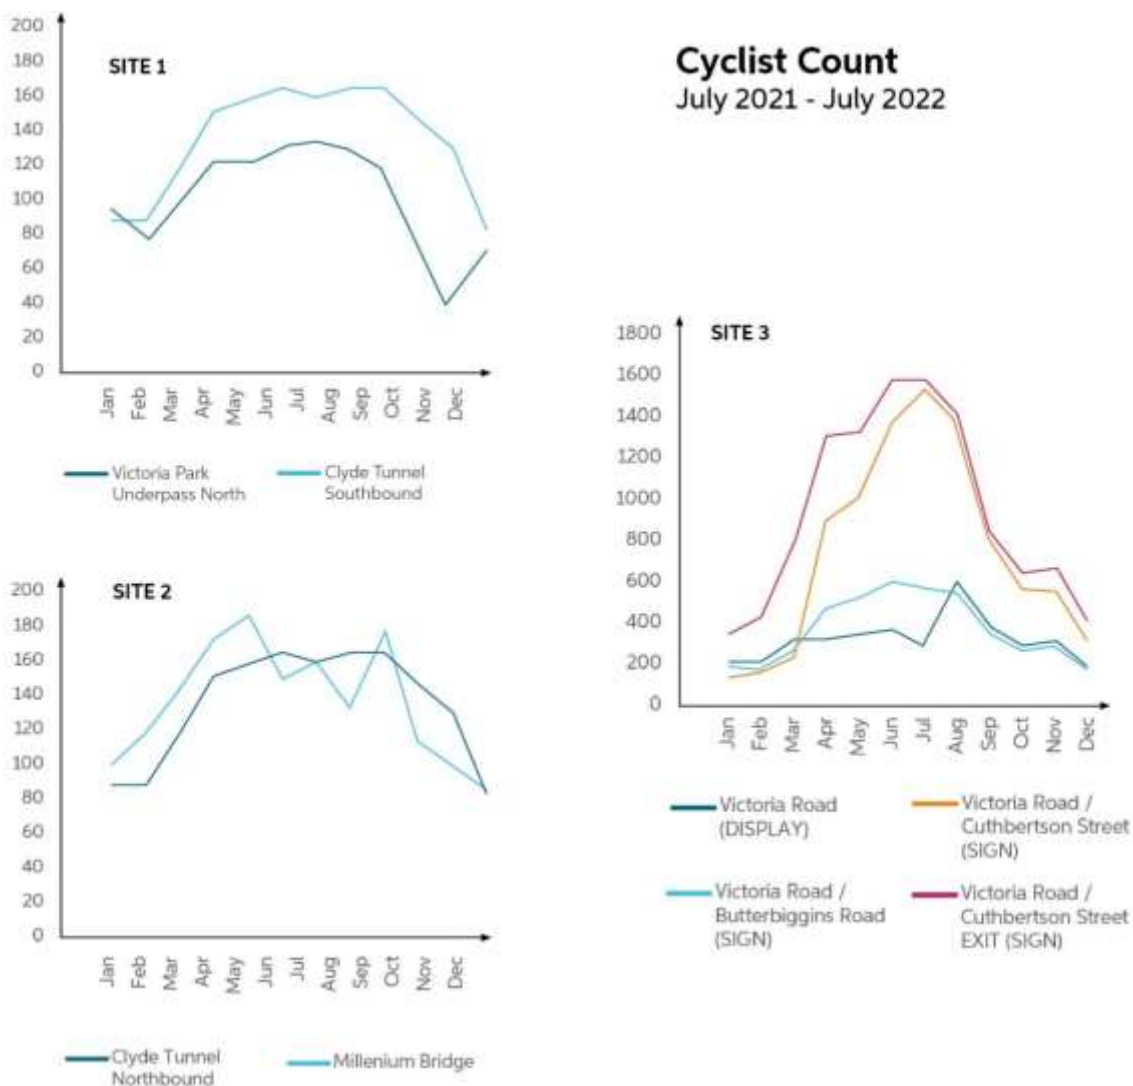 Cyclist Count
July 2021 - July 2022
SITE 1
200
180
160
140
120
100
80
60
40
20
0
Jan Feb Mar Apr May Jun Jul Aug Sep Oct Nov Dec
Victoria Park
Underpass North
Clyde Tunnel
Southbound
SITE 2
200
180
160
140
120
100
80
60
40
20
0
Jan Feb Mar Apr May Jun Jul Aug Sep Oct Nov Dec
Clyde Tunnel
Northbound
Millenium Bridge
SITE 3
1800
1600
1400
1200
1000
800
600
400
200
0
Jan Feb Mar Apr May Jun Jul Aug Sep Oct Nov Dec
Victoria Road
(DISPLAY)
Victoria Road /
Cuthbertson Street
(SIGN)
Victoria Road /
Butterbiggins Road
(SIGN)
Victoria Road /
Cuthbertson Street
EXIT (SIGN)